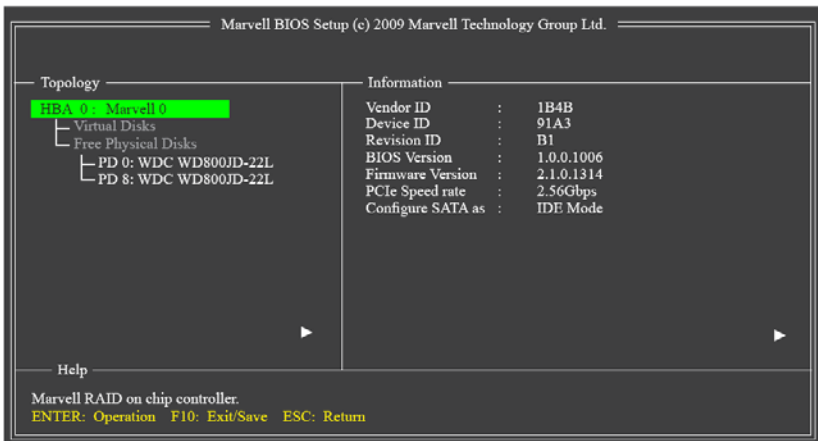 Marvell BIOS Setup (c) 2009 Marvell Technology Group Ltd.
Topology
HBA 0 : Marvell 0
Virtual Disks
Free Physical Disks
PD 0: WDC WD800JD-22L
PD 8: WDC WD800JD-22L
Information
Vendor ID : 1B4B
Device ID : 91A3
Revision ID : B1
BIOS Version : 1.0.0.1006
Firmware Version : 2.1.0.1314
PCIe Speed rate : 2.56Gbps
Configure SATA as : IDE Mode
Help
Marvell RAID on chip controller.
ENTER: Operation F10: Exit/Save ESC: Return